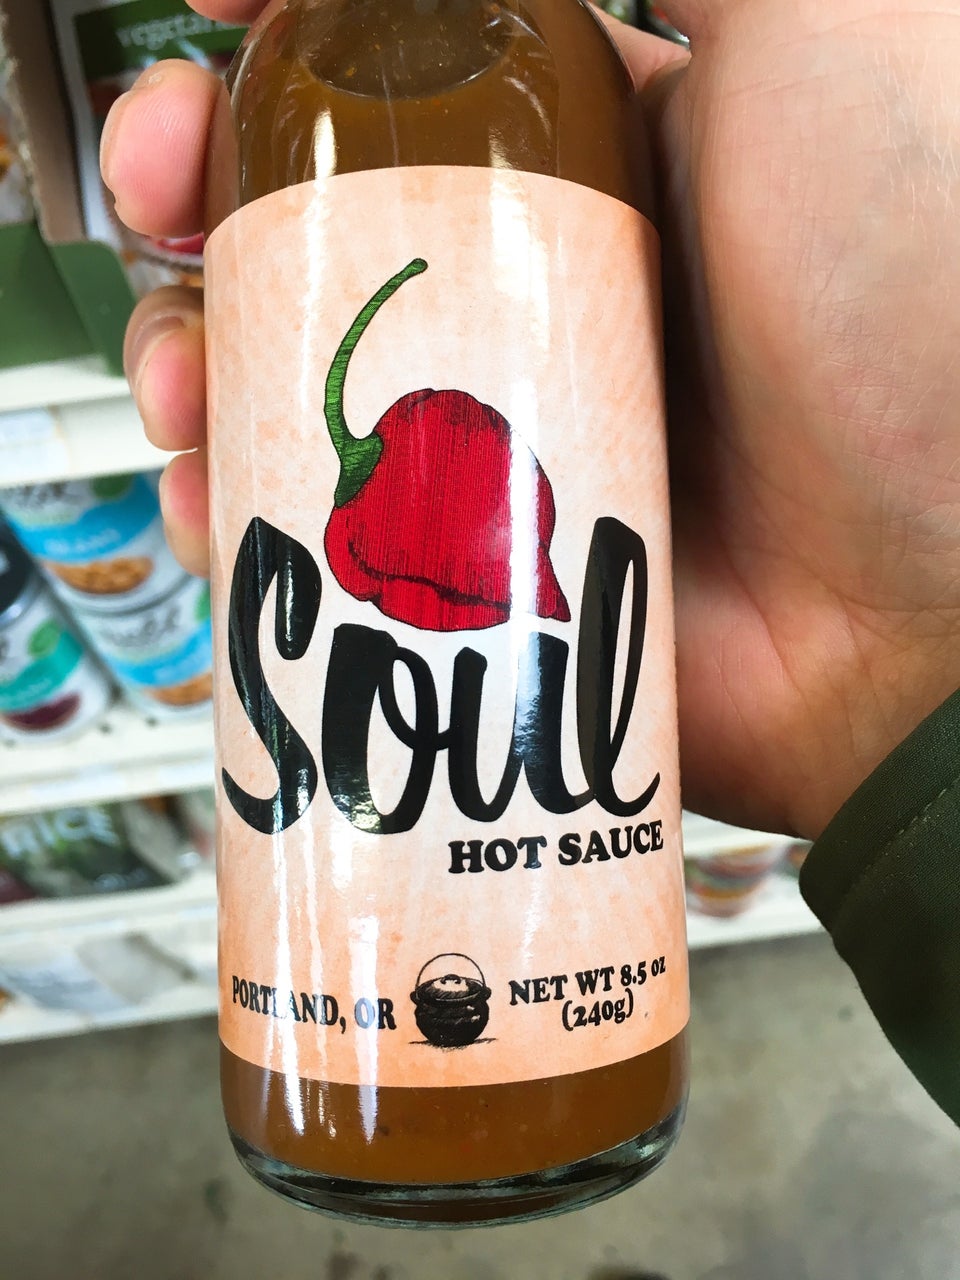 Soul
HOT SAUCE
PORTLAND, OR
NET WT 8.5 oz
(240g)